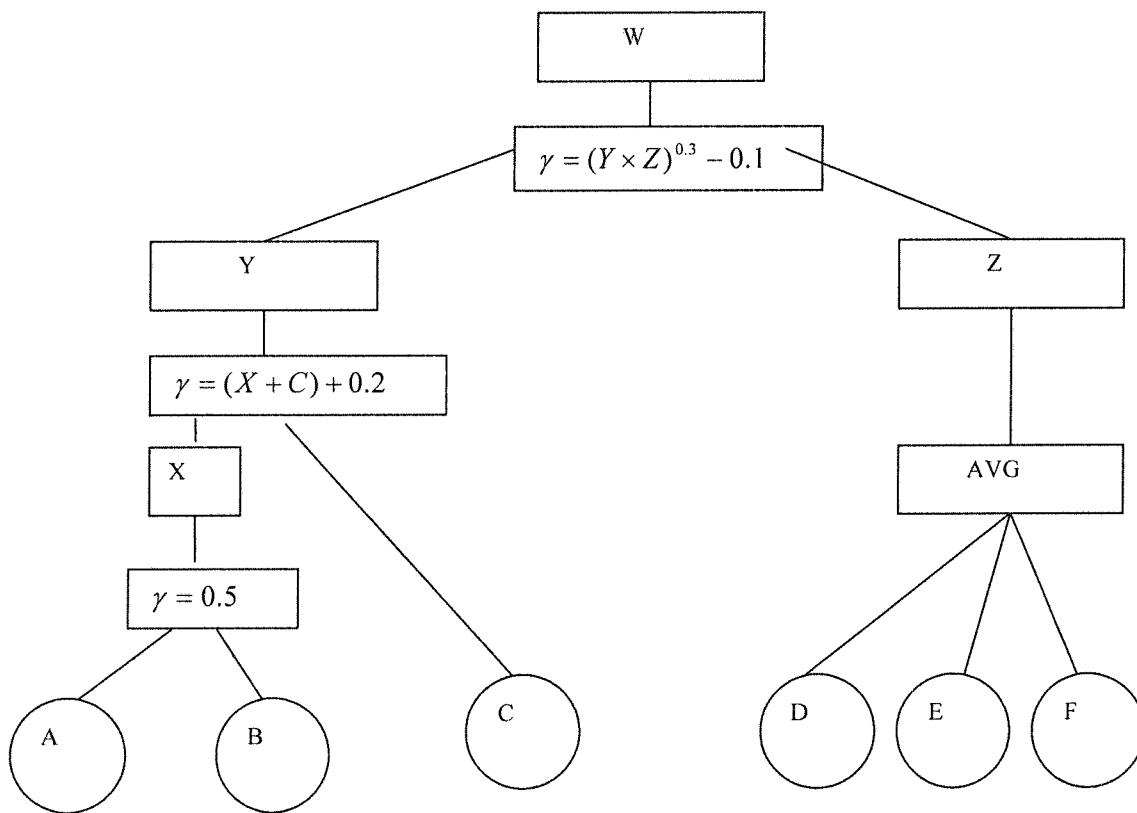 W
γ = (Y × Z)^0.3 − 0.1
Y
Z
γ = (X + C) + 0.2
X
AVG
γ = 0.5
A
B
C
D
E
F